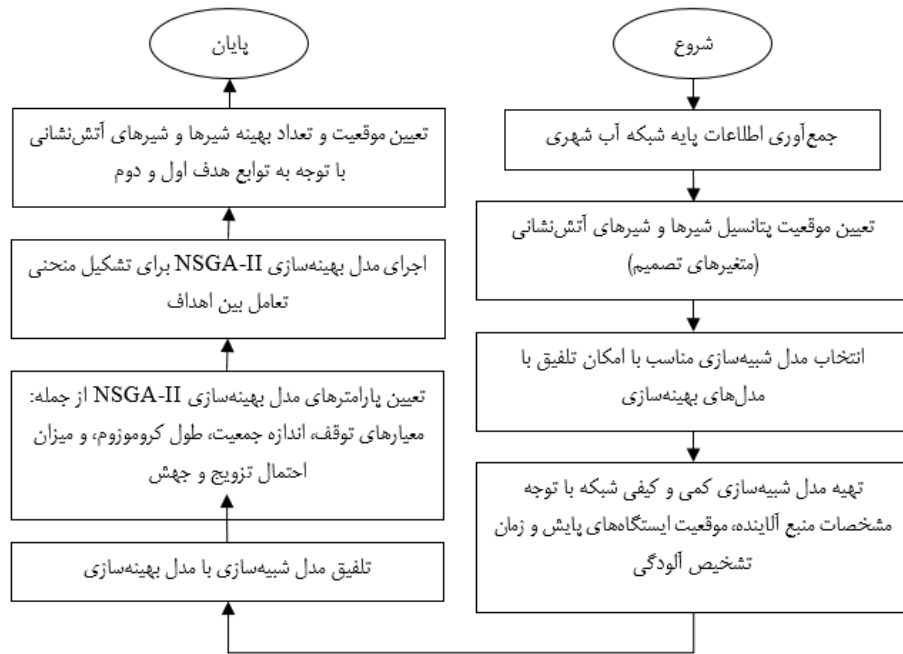 شروع
جمع‌آوری اطلاعات پایه شبکه آب شهری
تعیین موقعیت پتانسیل شیرها و شیرهای آتش‌نشانی
(متغیرهای تصمیم)
انتخاب مدل شبیه‌سازی مناسب با امکان تلفیق با
مدل‌های بهینه‌سازی
تهیه مدل شبیه‌سازی کمی و کیفی شبکه با توجه
مشخصات منبع آلاینده، موقعیت ایستگاه‌های پایش و زمان
تشخیص آلودگی
تلفیق مدل شبیه‌سازی با مدل بهینه‌سازی
تعیین پارامترهای مدل بهینه‌سازی NSGA-II از جمله:
معیارهای توقف، اندازه جمعیت، طول کروموزوم، و میزان
احتمال تزویج و جهش
اجرای مدل بهینه‌سازی NSGA-II برای تشکیل منحنی
تعامل بین اهداف
تعیین موقعیت و تعداد بهینه شیرها و شیرهای آتش‌نشانی
با توجه به توابع هدف اول و دوم
پایان